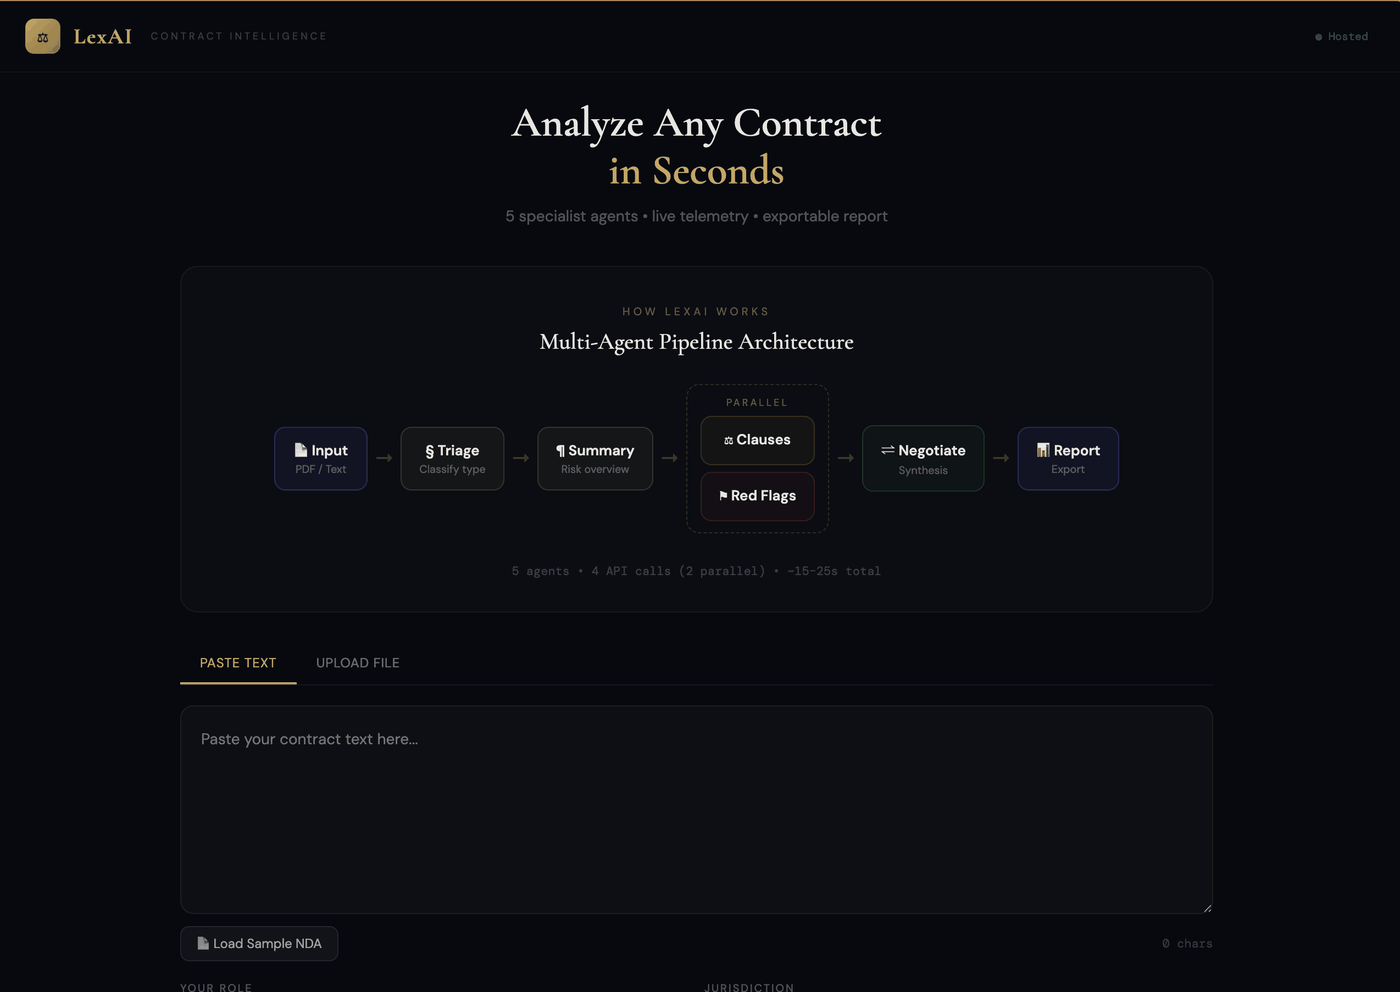 LexAI CONTRACT INTELLIGENCE
Hosted
Analyze Any Contract
in Seconds
5 specialist agents • live telemetry • exportable report
HOW LEXAI WORKS
Multi-Agent Pipeline Architecture
Input
PDF / Text
§ Triage
Classify type
¶ Summary
Risk overview
PARALLEL
Clauses
Red Flags
Negotiate
Synthesis
Report
Export
5 agents • 4 API calls (2 parallel) • ~15-25s total
PASTE TEXT
UPLOAD FILE
Paste your contract text here...
Load Sample NDA
0 chars
YOUR ROLE
JURISDICTION